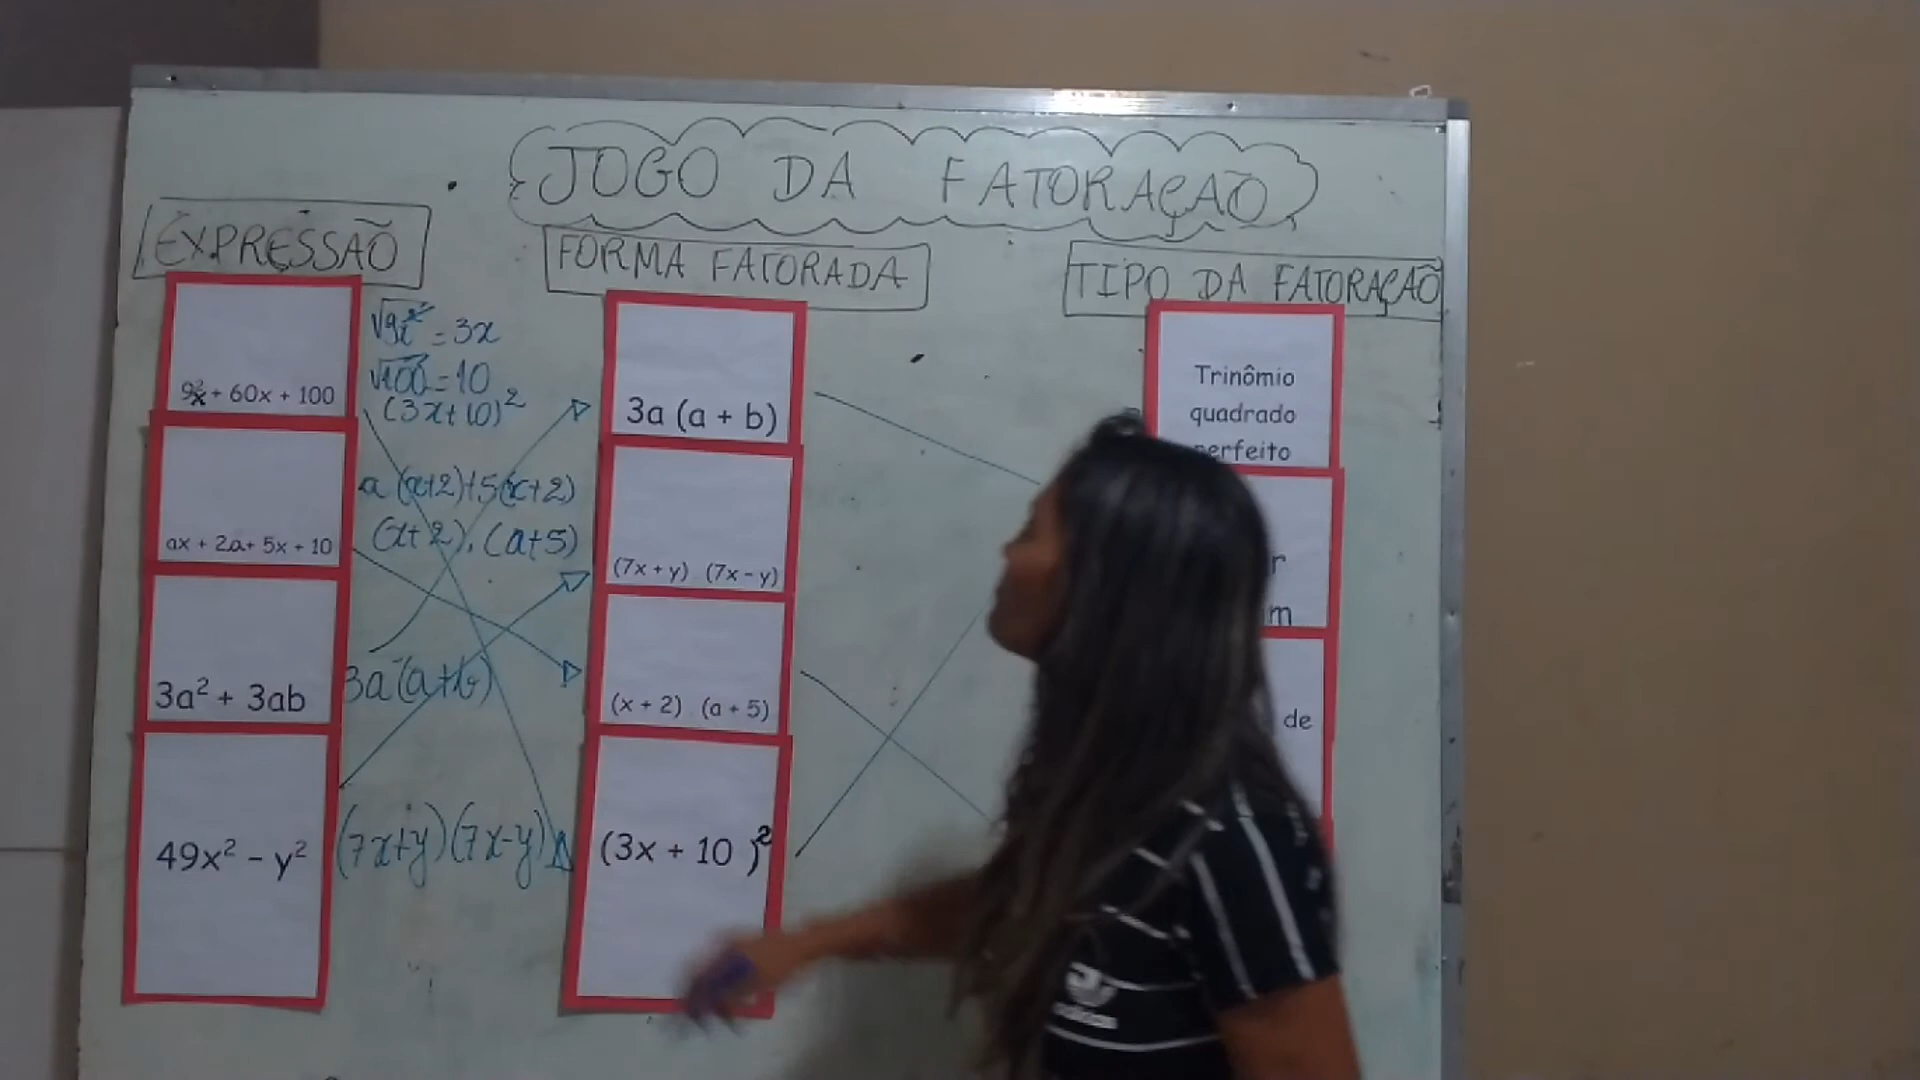 JOGO DA FATORAÇÃO
EXPRESSÃO
9x² + 60x + 100
ax + 2a + 5x + 10
3a² + 3ab
49x² - y²
√9x² = 3x
√100 = 10
(3x+10)²
a (x+2)+5(x+2)
(x+2).(a+5)
3a (a+b)
(7x+y)(7x-y)
FORMA FATORADA
3a (a + b)
(7x + y) (7x - y)
(x + 2) (a + 5)
(3x + 10 )²
TIPO DA FATORAÇÃO
Trinômio
quadrado
perfeito
r
m
de